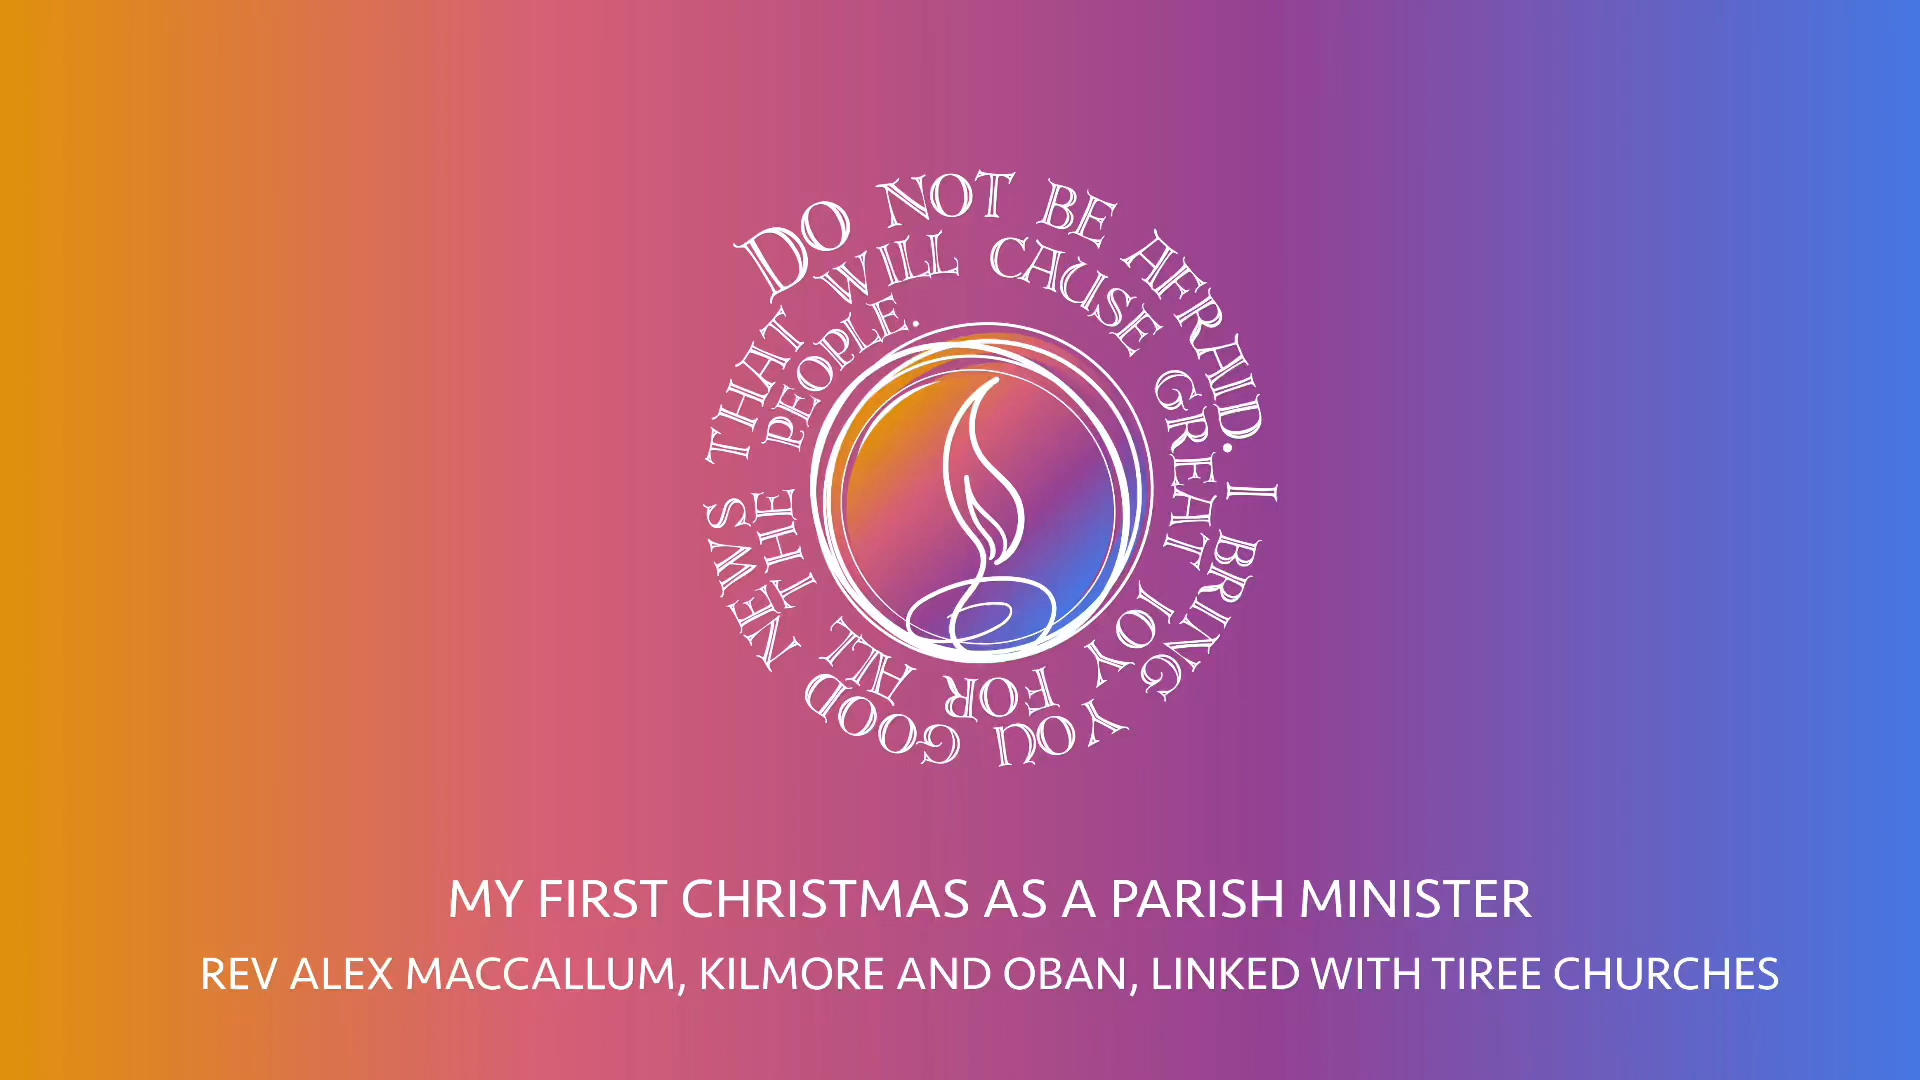 DO NOT BE AFRAID. I BRING YOU GOOD NEWS THAT WILL CAUSE GREAT JOY FOR ALL THE PEOPLE.
MY FIRST CHRISTMAS AS A PARISH MINISTER
REV ALEX MACCALLUM, KILMORE AND OBAN, LINKED WITH TIREE CHURCHES